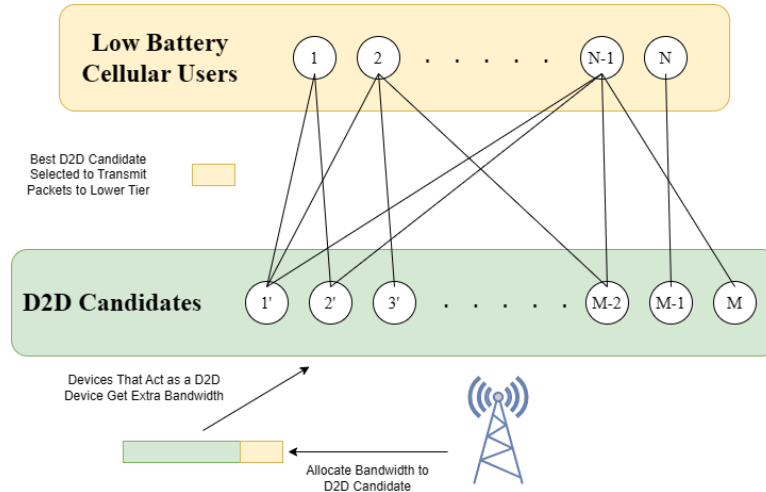 Low Battery
Cellular Users
1 2 . . . . . N-1 N
Best D2D Candidate
Selected to Transmit
Packets to Lower Tier
D2D Candidates
1' 2' 3' . . . . . M-2 M-1 M
Devices That Act as a D2D
Device Get Extra Bandwidth
Allocate Bandwidth to
D2D Candidate